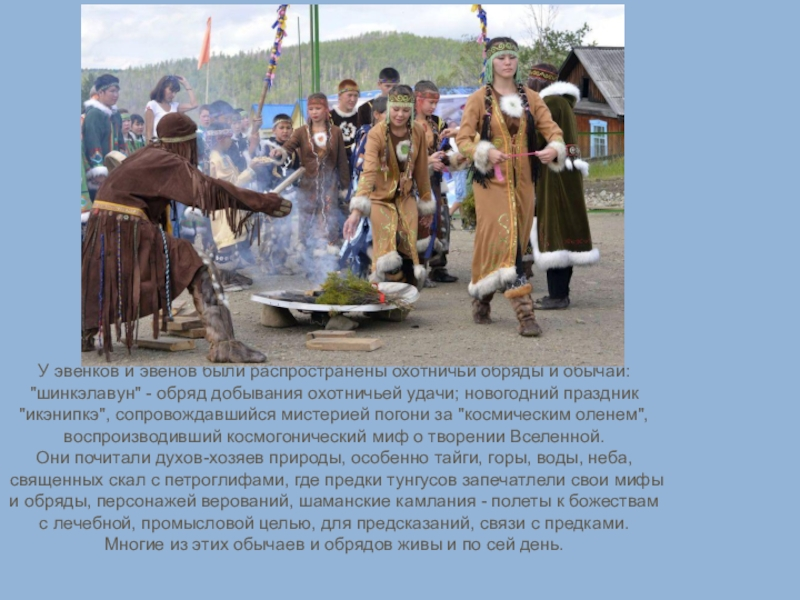 У эвенков и эвенов были распространены охотничьи обряды и обычаи:
"шинкэлавун" - обряд добывания охотничьей удачи; новогодний праздник
"икэнипкэ", сопровождавшийся мистерией погони за "космическим оленем",
воспроизводивший космогонический миф о творении Вселенной.
Они почитали духов-хозяев природы, особенно тайги, горы, воды, неба,
священных скал с петроглифами, где предки тунгусов запечатлели свои мифы
и обряды, персонажей верований, шаманские камлания - полеты к божествам
с лечебной, промысловой целью, для предсказаний, связи с предками.
Многие из этих обычаев и обрядов живы и по сей день.